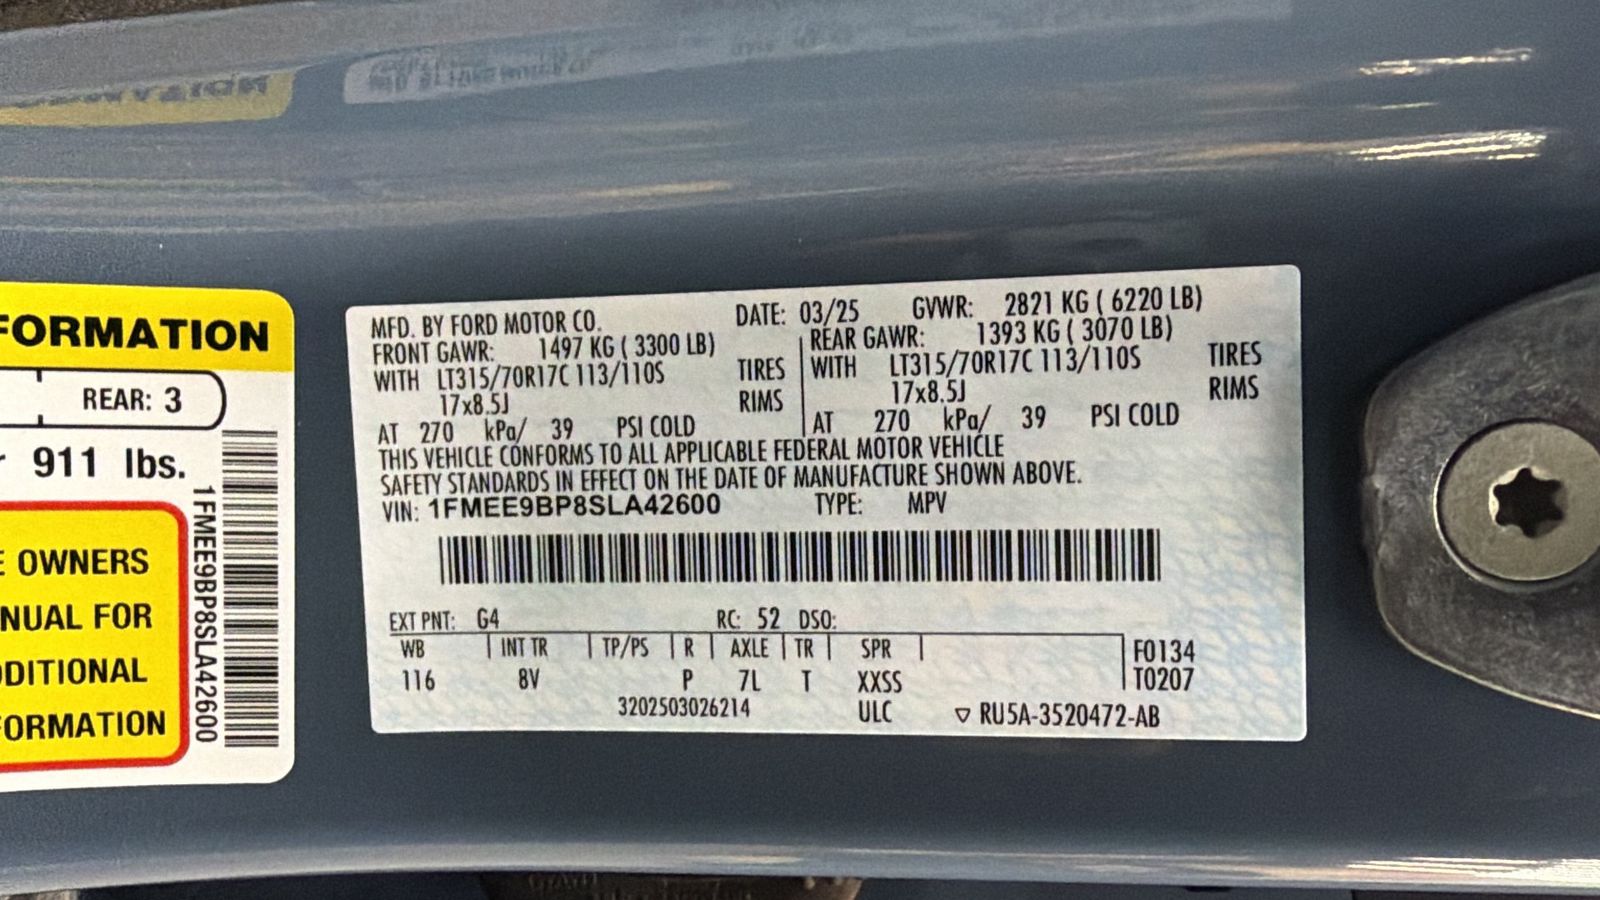 FORMATION
REAR: 3
911 lbs.
OWNERS
NUAL FOR
DITIONAL
FORMATION
1FMEE9BP8SLA42600
MFD. BY FORD MOTOR CO. DATE: 03/25 GVWR: 2821 KG ( 6220 LB)
FRONT GAWR: 1497 KG ( 3300 LB) REAR GAWR: 1393 KG ( 3070 LB)
WITH LT315/70R17C 113/110S TIRES WITH LT315/70R17C 113/110S TIRES
17x8.5J RIMS 17x8.5J RIMS
AT 270 kPa/ 39 PSI COLD AT 270 kPa/ 39 PSI COLD
THIS VEHICLE CONFORMS TO ALL APPLICABLE FEDERAL MOTOR VEHICLE
SAFETY STANDARDS IN EFFECT ON THE DATE OF MANUFACTURE SHOWN ABOVE.
VIN: 1FMEE9BP8SLA42600 TYPE: MPV
EXT PNT: G4 RC: 52 DSO:
WB INT TR TP/PS R AXLE TR SPR F0134
116 8V P 7L T XXSS T0207
3202503026214 ULC RU5A-3520472-AB